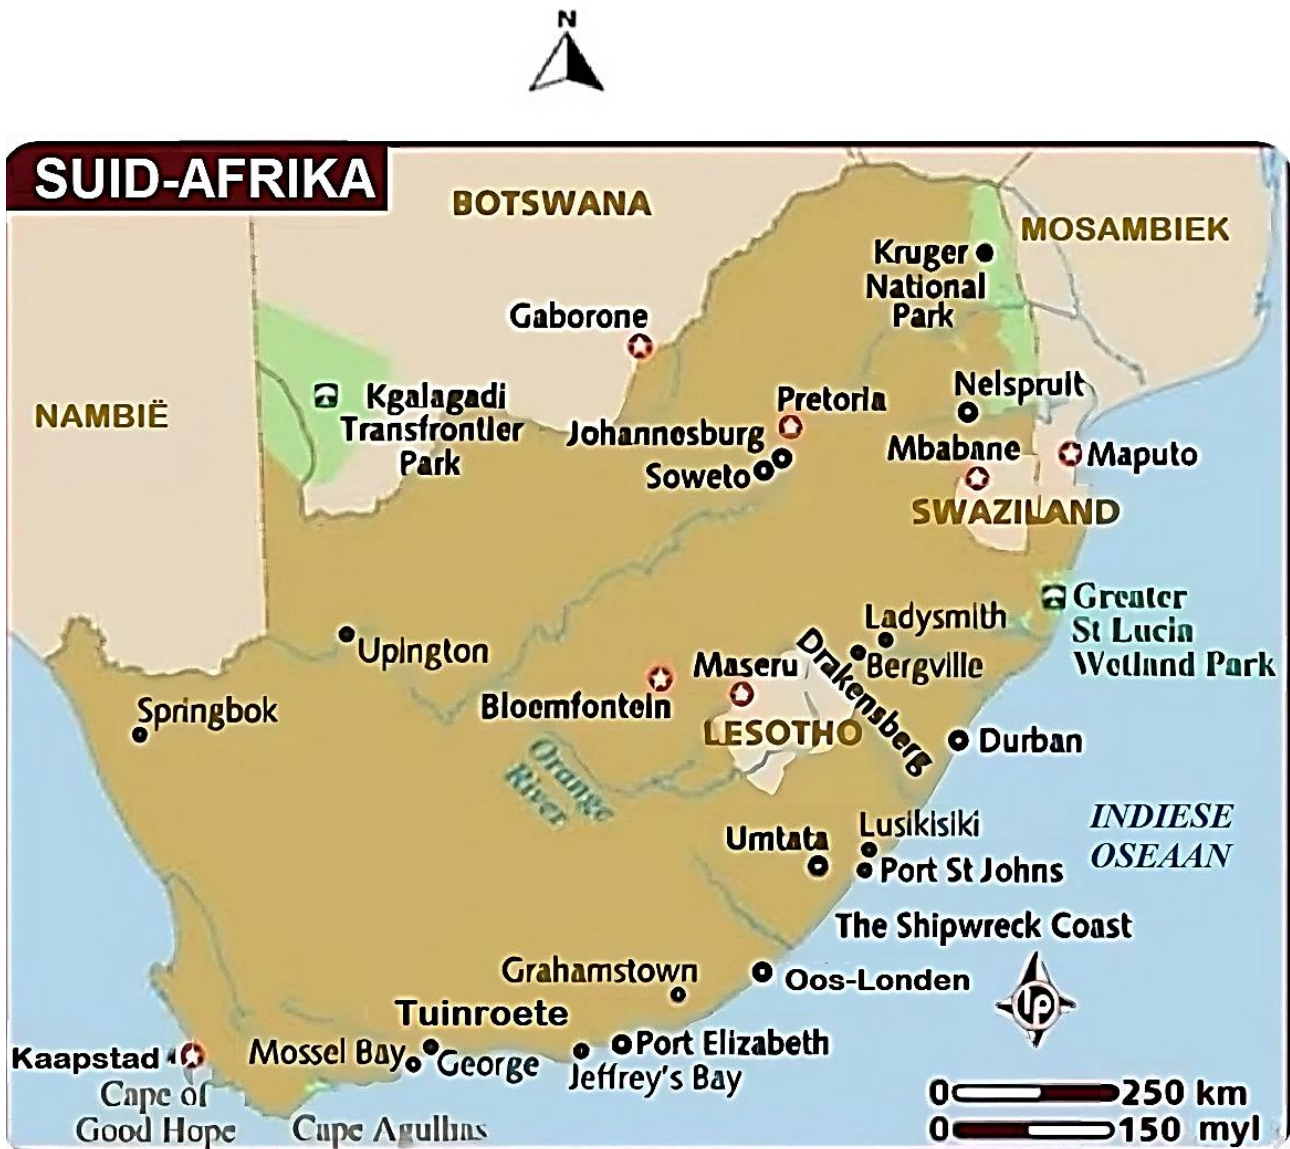 N
SUID-AFRIKA
BOTSWANA
MOSAMBIEK
Kruger
National
Park
Gaborone
NAMBIË
Kgalagadi
Transfrontier
Park
Pretoria
Nelspruit
Johannesburg
Soweto
Mbabane
Maputo
SWAZILAND
Greater
St Lucia
Wetland Park
Ladysmith
Bergville
Drakensberg
Upington
Maseru
Bloemfontein
LESOTHO
Springbok
Durban
Orange
River
INDIESE
OSEAAN
Lusikisiki
Umtata
Port St Johns
The Shipwreck Coast
Grahamstown
Oos-Londen
LP
Tuinroete
Port Elizabeth
Mossel Bay
George
Jeffrey's Bay
Kaapstad
Cape of
Good Hope
Cape Agulhas
0 250 km
0 150 myl